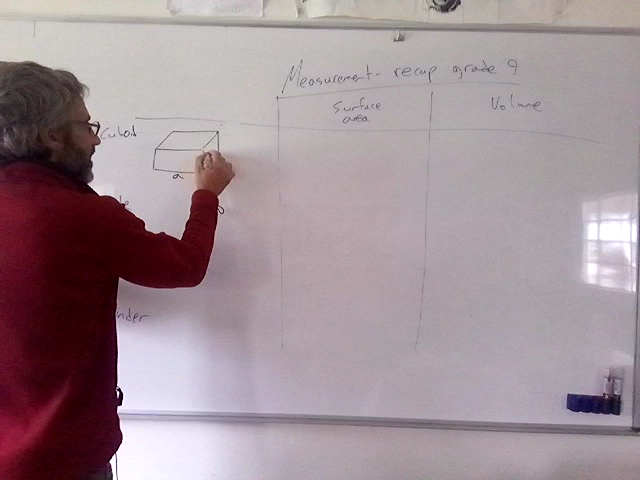 Measurement - recap grade 9
Surface
area
Volume
Cuboid
a
nder